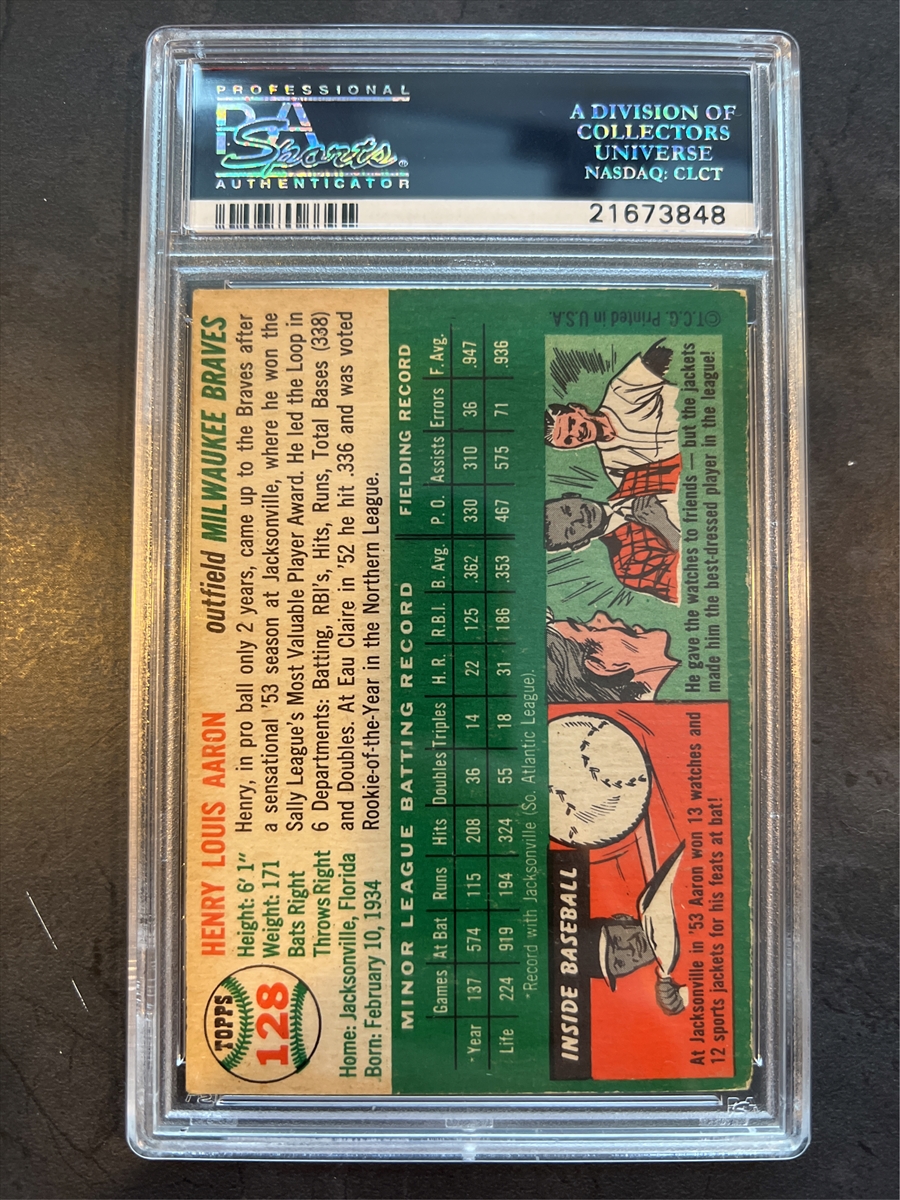 PROFESSIONAL
PSA
Sports
AUTHENTICATOR
A DIVISION OF
COLLECTORS
UNIVERSE
NASDAQ: CLCT
21673848
TOPPS
128
HENRY LOUIS AARON outfield MILWAUKEE BRAVES
Height: 6' 1"
Weight: 171
Bats Right
Throws Right
Home: Jacksonville, Florida
Born: February 10, 1934
Henry, in pro ball only 2 years, came up to the Braves after
a sensational '53 season at Jacksonville, where he won the
Sally League's Most Valuable Player Award. He led the Loop in
6 Departments: Batting, RBI's, Hits, Runs, Total Bases (338)
and Doubles. At Eau Claire in '52 he hit .336 and was voted
Rookie-of-the-Year in the Northern League.
MINOR LEAGUE BATTING RECORD FIELDING RECORD
Games At Bat Runs Hits Doubles Triples H. R. R.B.I. B. Avg. P. O. Assists Errors F. Avg.
*Year 137 574 115 208 36 14 22 125 .362 330 310 36 .947
Life 224 919 194 324 55 18 31 186 .353 467 575 71 .936
*Record with Jacksonville (So. Atlantic League).
INSIDE BASEBALL
At Jacksonville in '53 Aaron won 13 watches and
12 sports jackets for his feats at bat!
He gave the watches to friends — but the jackets
made him the best-dressed player in the league!
©T.C.G. Printed in U.S.A.